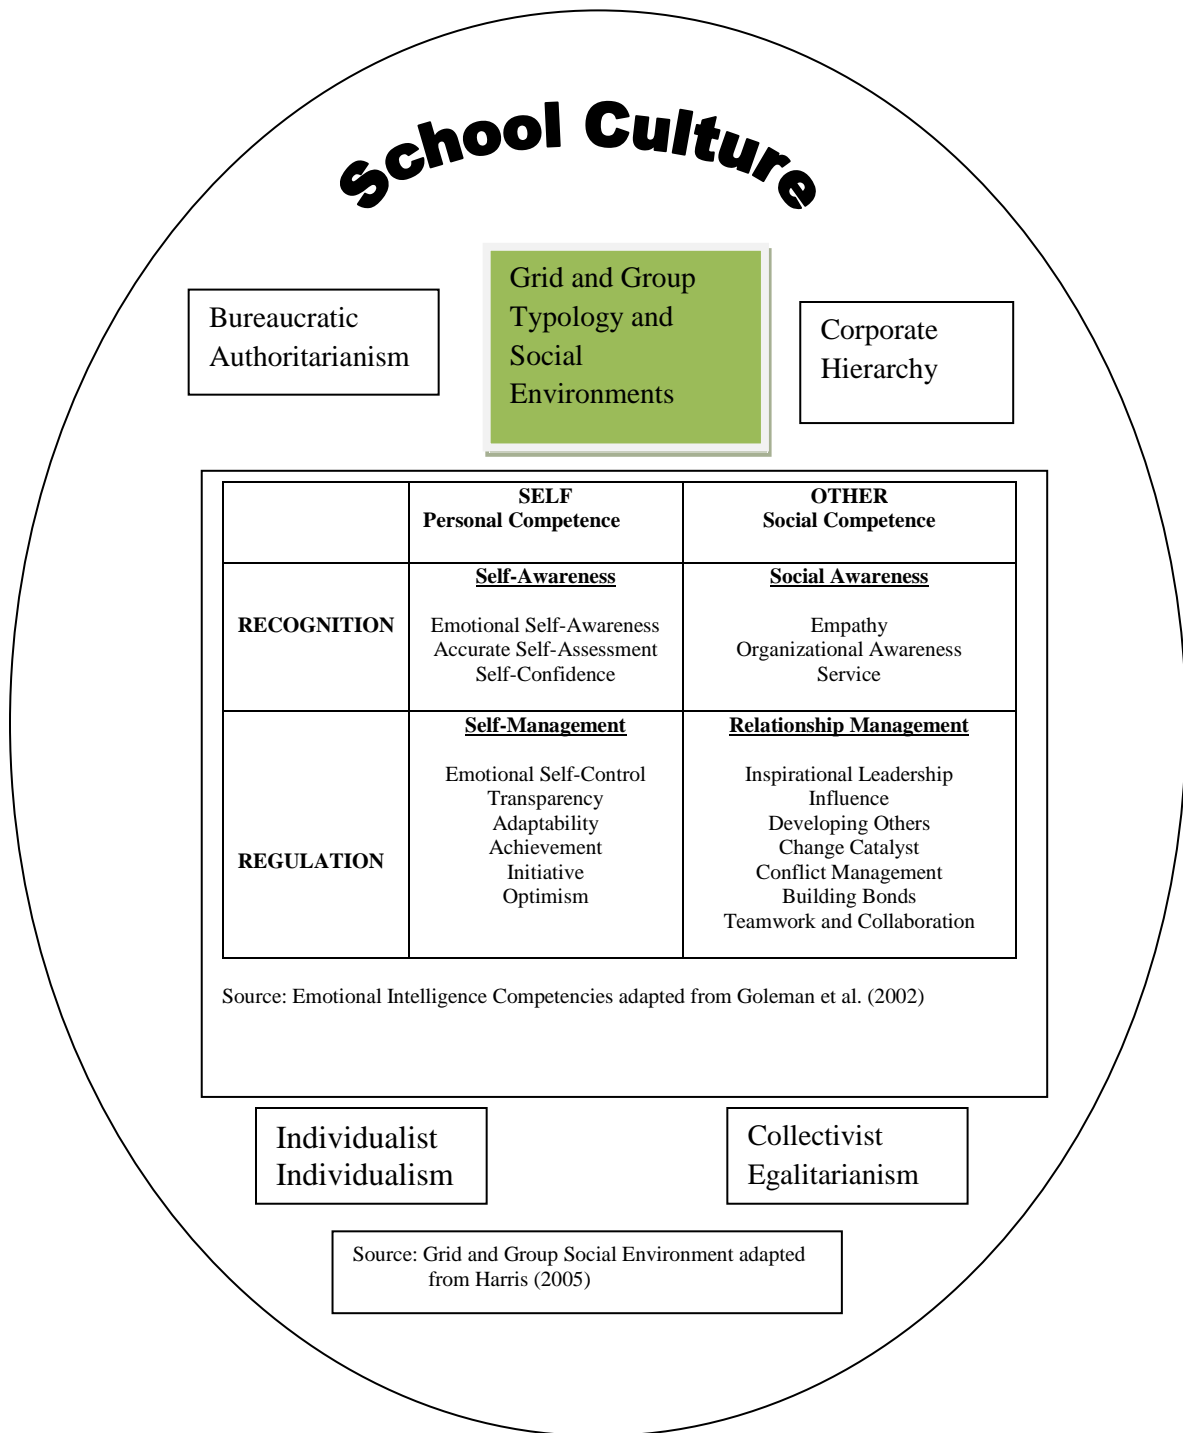 School Culture
Bureaucratic
Authoritarianism
Grid and Group
Typology and
Social
Environments
Corporate
Hierarchy
SELF
Personal Competence
OTHER
Social Competence
RECOGNITION
Self-Awareness
Emotional Self-Awareness
Accurate Self-Assessment
Self-Confidence
Social Awareness
Empathy
Organizational Awareness
Service
REGULATION
Self-Management
Emotional Self-Control
Transparency
Adaptability
Achievement
Initiative
Optimism
Relationship Management
Inspirational Leadership
Influence
Developing Others
Change Catalyst
Conflict Management
Building Bonds
Teamwork and Collaboration
Source: Emotional Intelligence Competencies adapted from Goleman et al. (2002)
Individualist
Individualism
Collectivist
Egalitarianism
Source: Grid and Group Social Environment adapted
from Harris (2005)